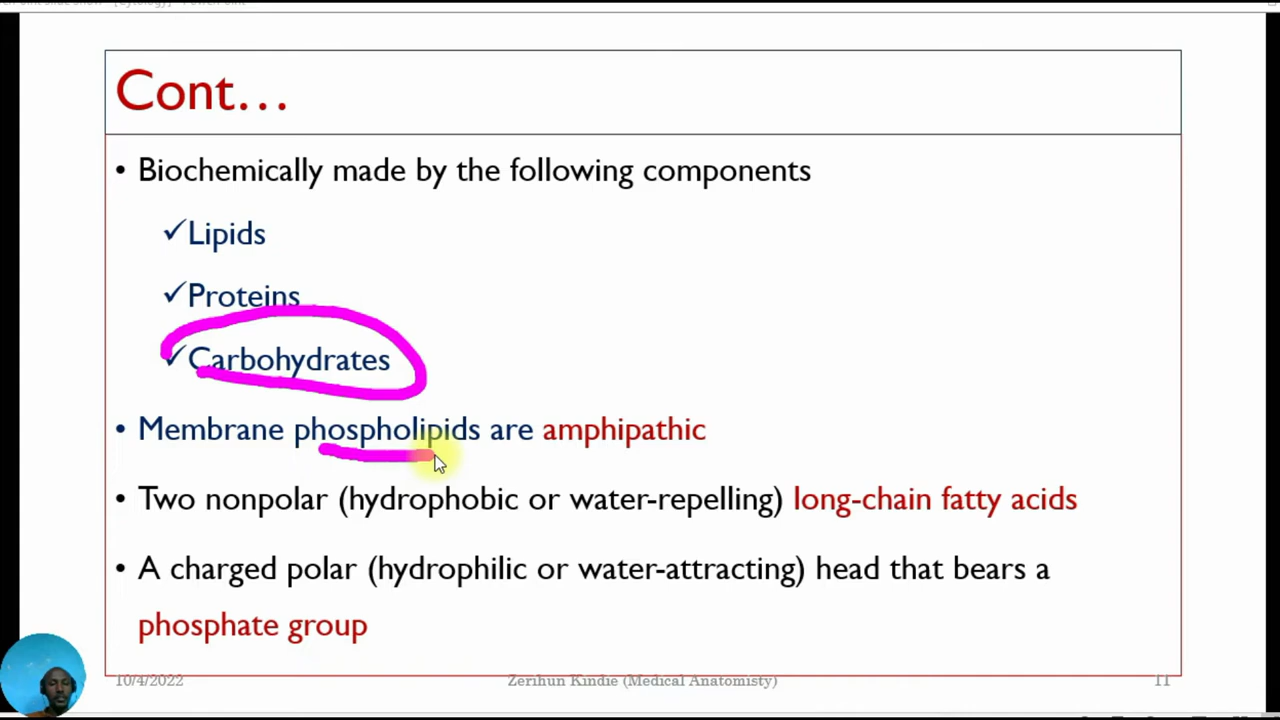 Cont…
• Biochemically made by the following components
✓Lipids
✓Proteins
✓Carbohydrates
• Membrane phospholipids are amphipathic
• Two nonpolar (hydrophobic or water-repelling) long-chain fatty acids
• A charged polar (hydrophilic or water-attracting) head that bears a
phosphate group
10/4/2022 Zerihun Kindie (Medical Anatomisty) 11